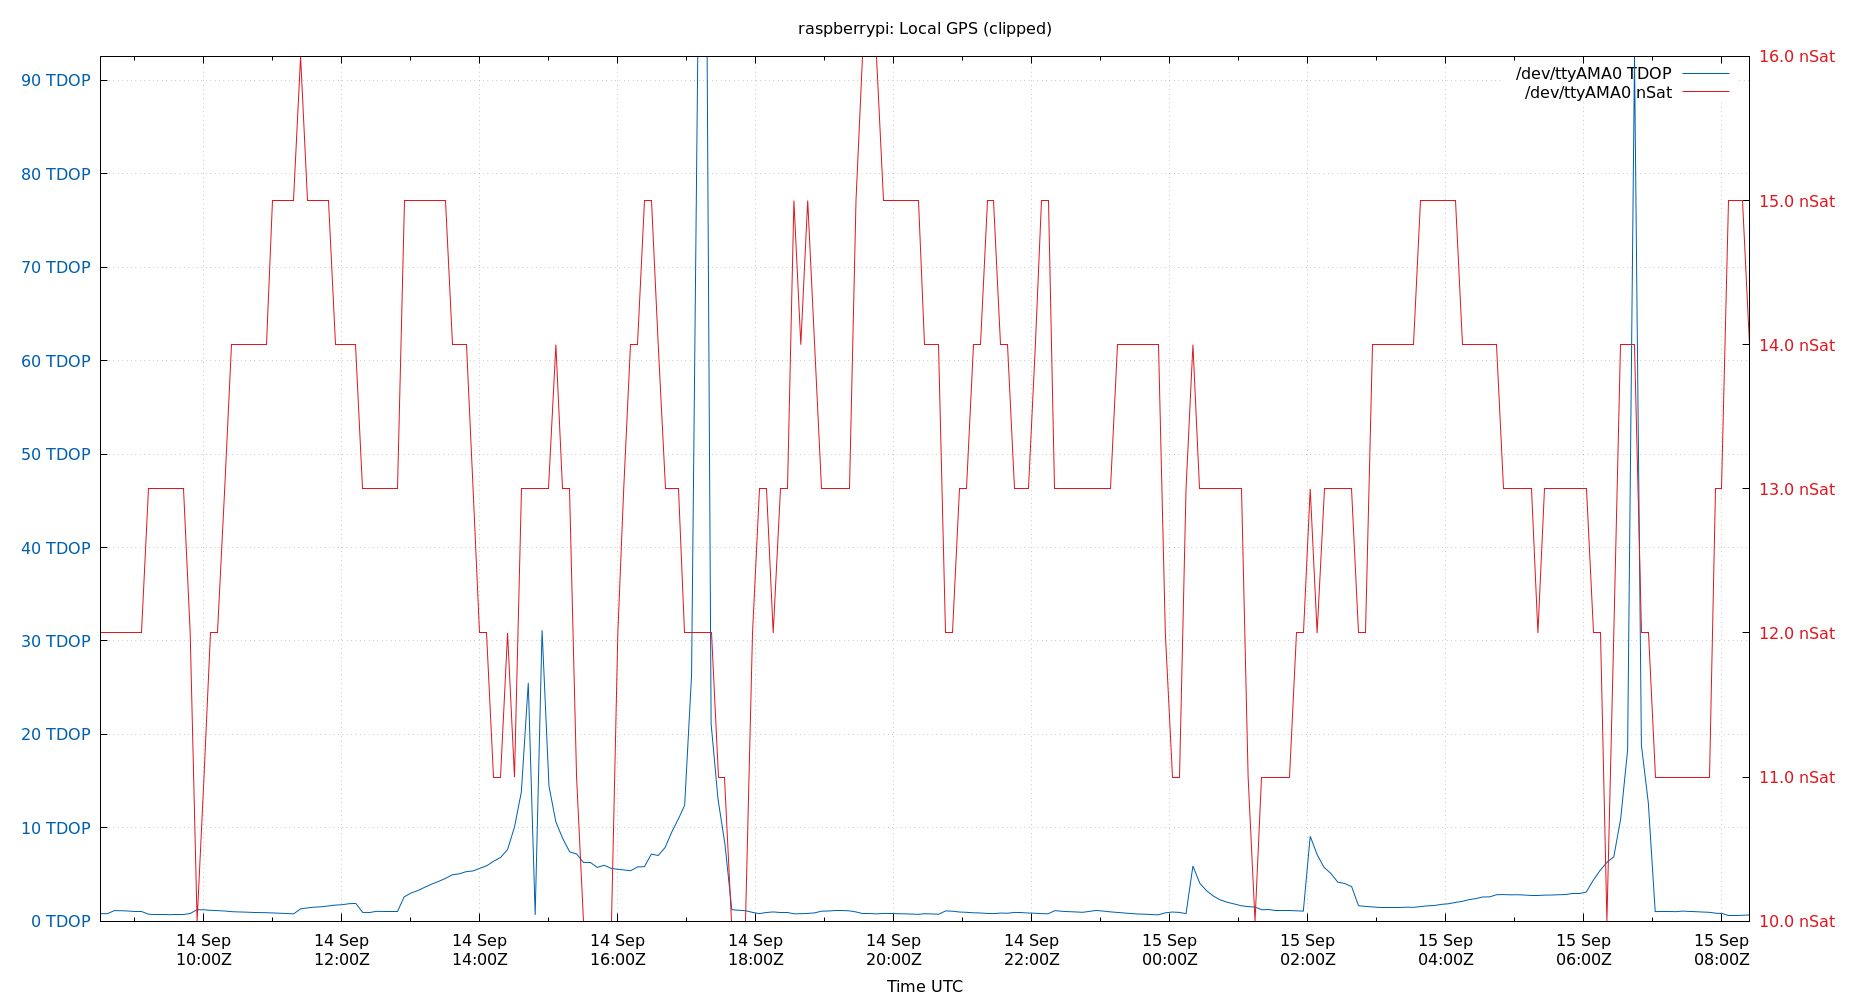 raspberrypi: Local GPS (clipped)
90 TDOP
80 TDOP
70 TDOP
60 TDOP
50 TDOP
40 TDOP
30 TDOP
20 TDOP
10 TDOP
0 TDOP
/dev/ttyAMA0 TDOP
/dev/ttyAMA0 nSat
16.0 nSat
15.0 nSat
14.0 nSat
13.0 nSat
12.0 nSat
11.0 nSat
10.0 nSat
14 Sep 14 Sep 14 Sep 14 Sep 14 Sep 14 Sep 14 Sep 15 Sep 15 Sep 15 Sep 15 Sep 15 Sep
10:00Z 12:00Z 14:00Z 16:00Z 18:00Z 20:00Z 22:00Z 00:00Z 02:00Z 04:00Z 06:00Z 08:00Z
Time UTC